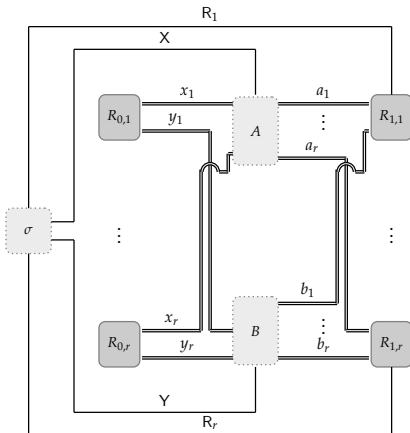 R₁
X
x₁ a₁
R₀,₁ A ⋮ R₁,₁
y₁
aᵣ
σ ⋮ ⋮
b₁
xᵣ
R₀,ᵣ B ⋮ R₁,ᵣ
yᵣ bᵣ
Y
Rᵣ